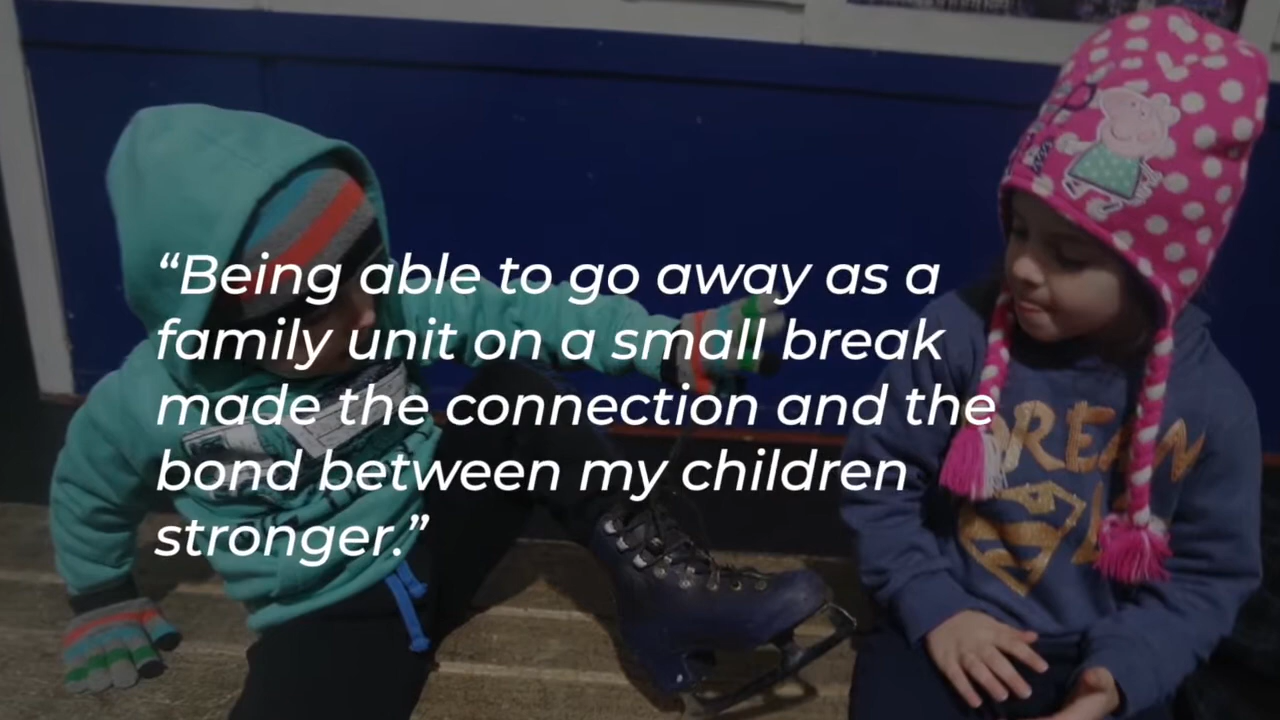 “Being able to go away as a
family unit on a small break
made the connection and the
bond between my children
stronger.”